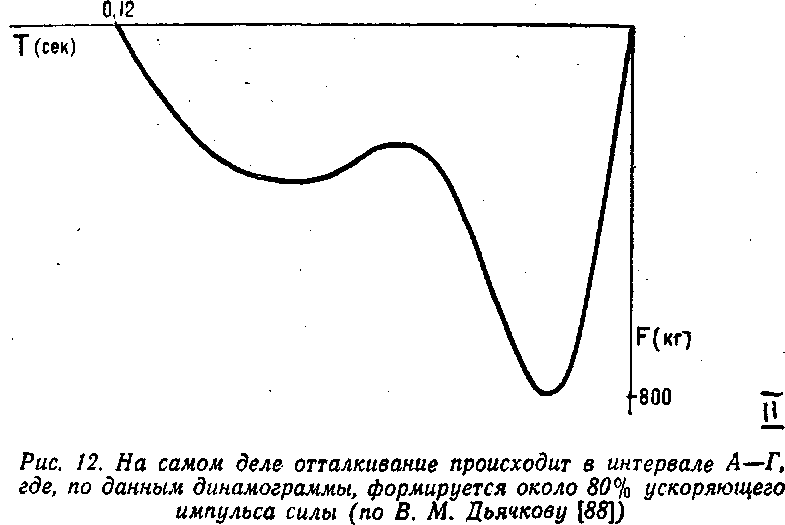 0,12
T (сек)
F(кг)
800
II
Рис. 12. На самом деле отталкивание происходит в интервале А—Г,
где, по данным динамограммы, формируется около 80% ускоряющего
импульса силы (по В. М. Дьячкову [88])